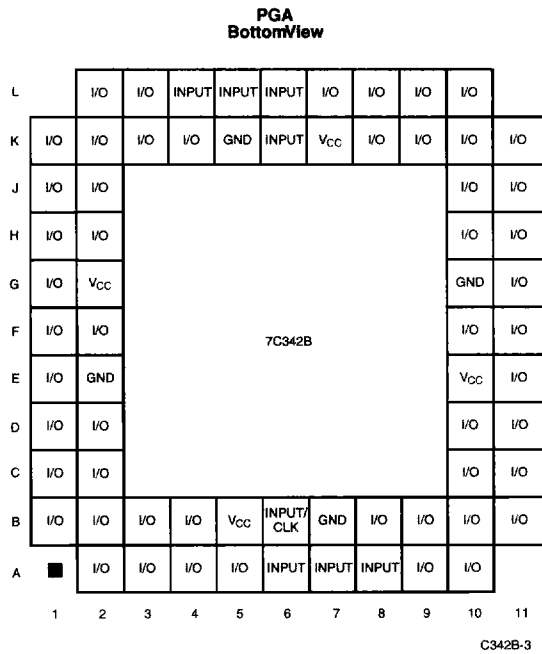 PGA
BottomView
L I/O I/O INPUT INPUT INPUT I/O I/O I/O I/O
K I/O I/O I/O I/O GND INPUT VCC I/O I/O I/O I/O
J I/O I/O I/O I/O
H I/O I/O I/O I/O
G I/O VCC GND I/O
F I/O I/O 7C342B I/O I/O
E I/O GND VCC I/O
D I/O I/O I/O I/O
C I/O I/O I/O I/O
B I/O I/O I/O I/O VCC INPUT/CLK GND I/O I/O I/O I/O
A I/O I/O I/O I/O INPUT INPUT INPUT I/O I/O
1 2 3 4 5 6 7 8 9 10 11
C342B-3